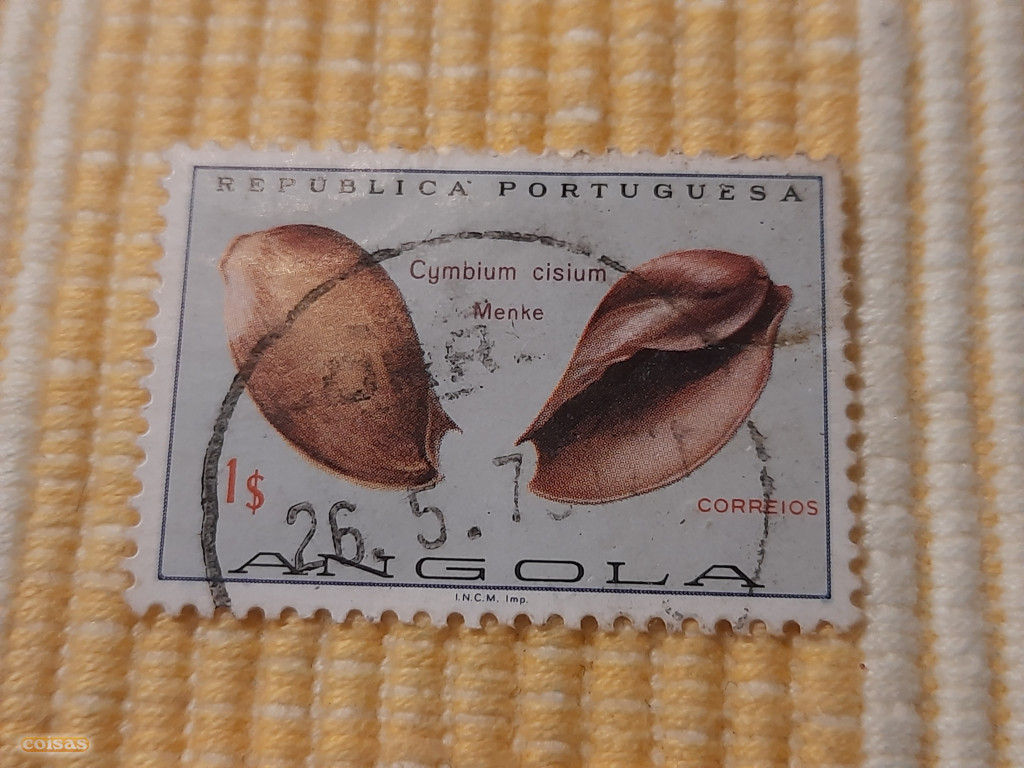 REPÚBLICA PORTUGUESA
Cymbium cisium
Menke
1$
CORREIOS
26. 5. 7
ANGOLA
I.N.C.M. Imp.
coisas